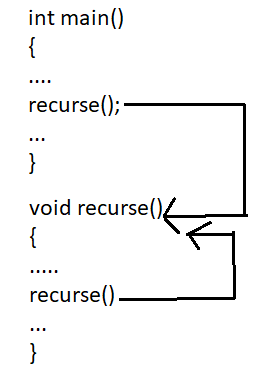 int main()
{
....
recurse();
...
}
void recurse()
{
.....
recurse()
...
}